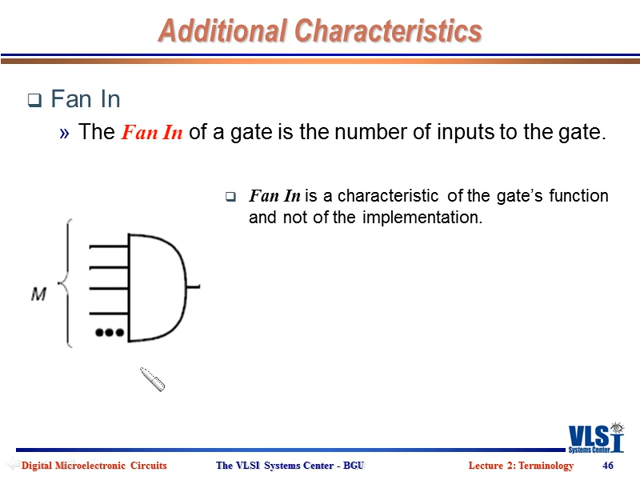 Additional Characteristics
❑ Fan In
» The Fan In of a gate is the number of inputs to the gate.
❑ Fan In is a characteristic of the gate's function
and not of the implementation.
M
VLSI
Systems Center
Digital Microelectronic Circuits
The VLSI Systems Center - BGU
Lecture 2: Terminology
46